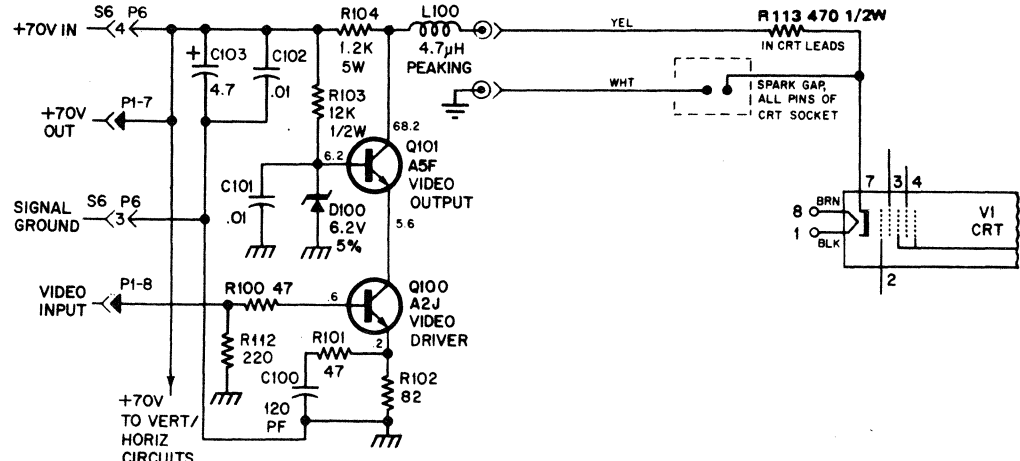 S6 P6
+70V IN
4
R104
1.2K
5W
L100
4.7µH
PEAKING
YEL
R113 470 1/2W
IN CRT LEADS
+
C103
4.7
C102
.01
R103
12K
1/2W
WHT
SPARK GAP,
ALL PINS OF
CRT SOCKET
P1-7
+70V
OUT
68.2
6.2
Q101
A5F
VIDEO
OUTPUT
C101
.01
D100
6.2V
5%
5.6
S6 P6
SIGNAL
GROUND
3
7
3
4
8
BRN
1
BLK
V1
CRT
2
P1-8
VIDEO
INPUT
R100 47
.6
Q100
A2J
VIDEO
DRIVER
R112
220
R101
47
.2
C100
120
PF
R102
82
+70V
TO VERT/
HORIZ
CIRCUITS